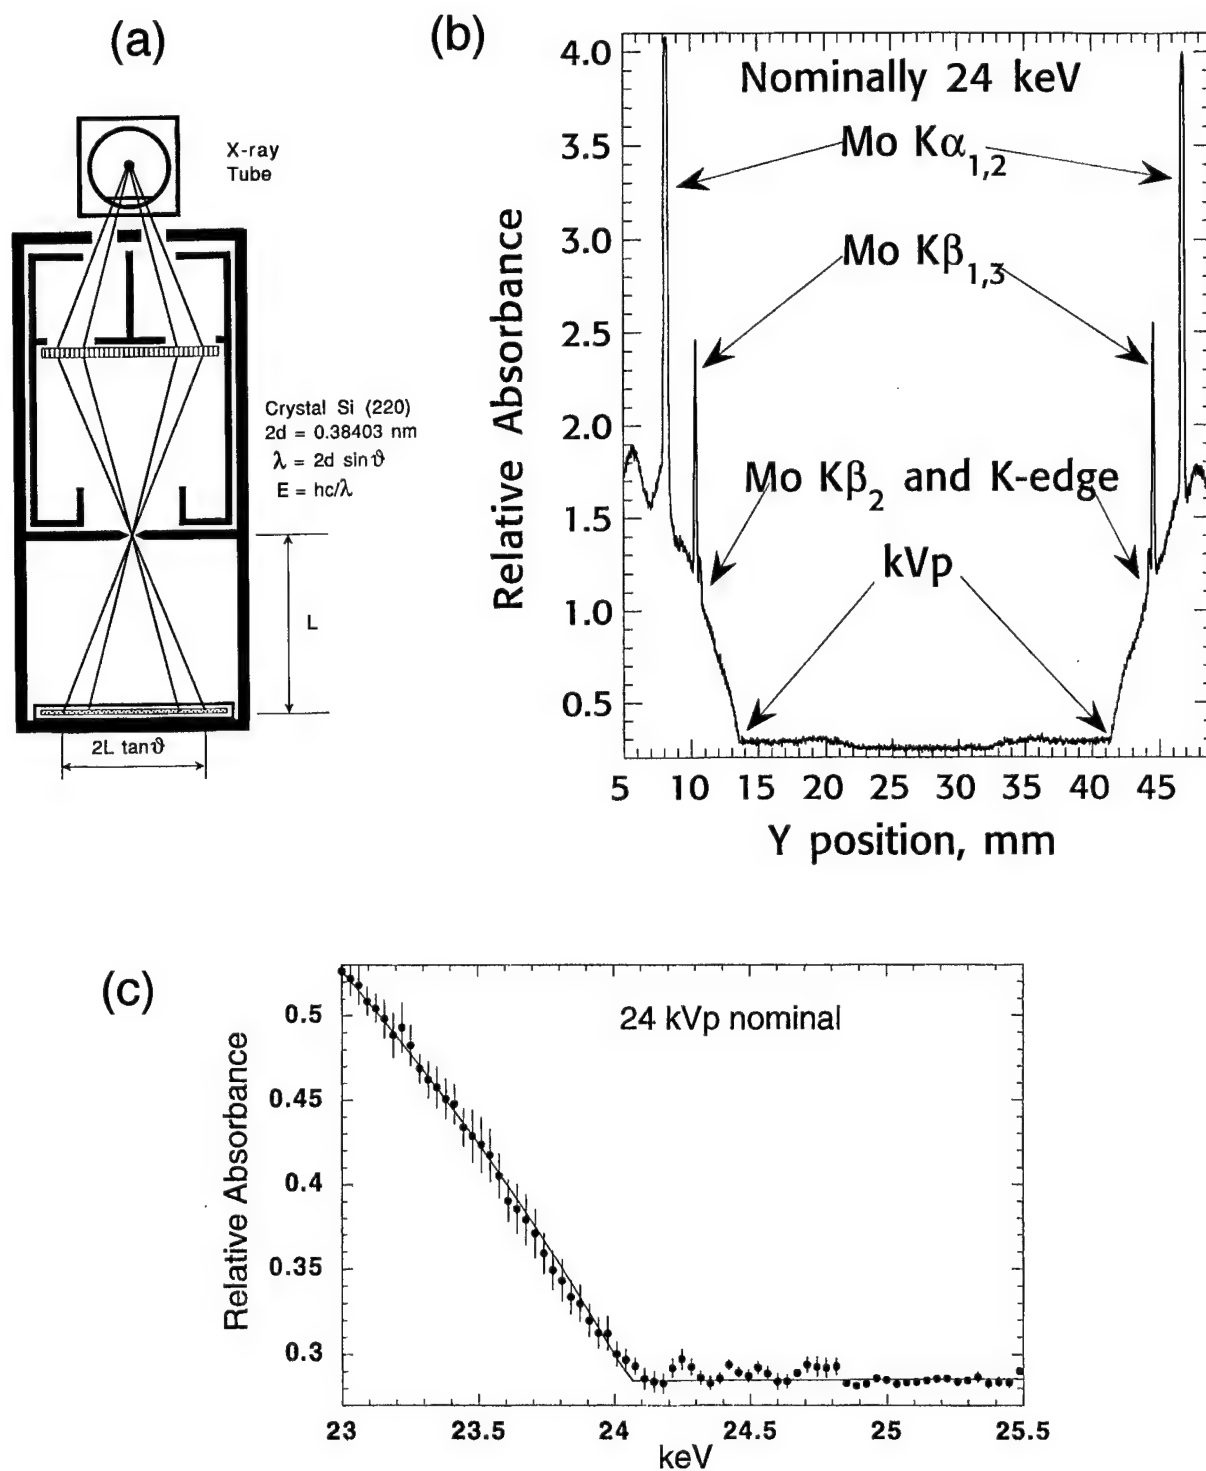 (a)
X-ray
Tube
Crystal Si (220)
2d = 0.38403 nm
λ = 2d sinϑ
E = hc/λ
L
2L tanϑ
(b)
Nominally 24 keV
Mo Kα1,2
Mo Kβ1,3
Mo Kβ2 and K-edge
kVp
Relative Absorbance
4.0
3.5
3.0
2.5
2.0
1.5
1.0
0.5
5 10 15 20 25 30 35 40 45
Y position, mm
(c)
24 kVp nominal
Relative Absorbance
0.5
0.45
0.4
0.35
0.3
23 23.5 24 24.5 25 25.5
keV